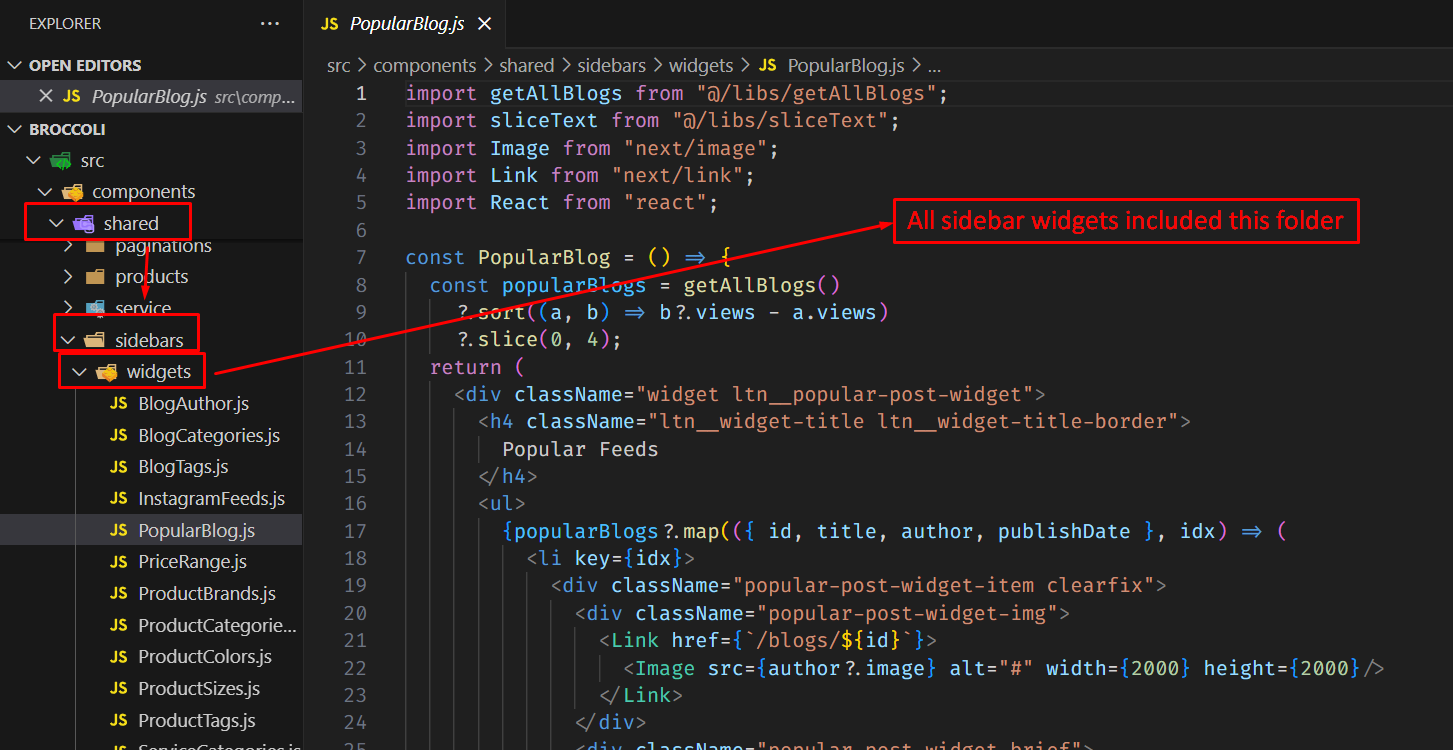 EXPLORER ...
OPEN EDITORS
JS PopularBlog.js src\comp...
BROCCOLI
src
components
shared
paginations
products
service
sidebars
widgets
JS BlogAuthor.js
JS BlogCategories.js
JS BlogTags.js
JS InstagramFeeds.js
JS PopularBlog.js
JS PriceRange.js
JS ProductBrands.js
JS ProductCategorie...
JS ProductColors.js
JS ProductSizes.js
JS ProductTags.js
JS ServiceCategories.js
JS PopularBlog.js
src > components > shared > sidebars > widgets > JS PopularBlog.js > ...
1 import getAllBlogs from "@/libs/getAllBlogs";
2 import sliceText from "@/libs/sliceText";
3 import Image from "next/image";
4 import Link from "next/link";
5 import React from "react";
6
7 const PopularBlog = () => {
8 const popularBlogs = getAllBlogs()
9 ?.sort((a, b) => b?.views - a.views)
10 ?.slice(0, 4);
11 return (
12 <div className="widget ltn__popular-post-widget">
13 <h4 className="ltn__widget-title ltn__widget-title-border">
14 Popular Feeds
15 </h4>
16 <ul>
17 {popularBlogs?.map(({ id, title, author, publishDate }, idx) => (
18 <li key={idx}>
19 <div className="popular-post-widget-item clearfix">
20 <div className="popular-post-widget-img">
21 <Link href={`/blogs/${id}`}>
22 <Image src={author?.image} alt="#" width={2000} height={2000}/>
23 </Link>
24 </div>
25 <div className="popular-post-widget-brief">
All sidebar widgets included this folder